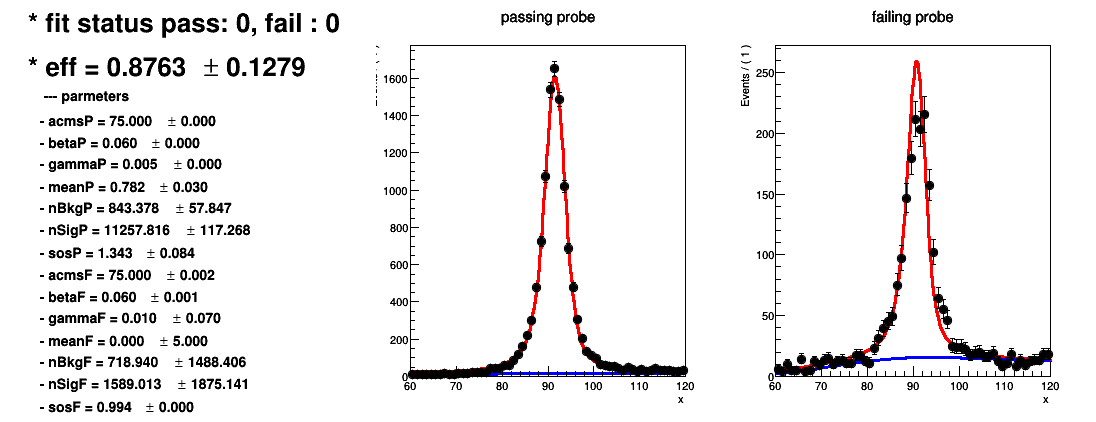 * fit status pass: 0, fail : 0
* eff = 0.8763 ± 0.1279
--- parmeters
- acmsP = 75.000 ± 0.000
- betaP = 0.060 ± 0.000
- gammaP = 0.005 ± 0.000
- meanP = 0.782 ± 0.030
- nBkgP = 843.378 ± 57.847
- nSigP = 11257.816 ± 117.268
- sosP = 1.343 ± 0.084
- acmsF = 75.000 ± 0.002
- betaF = 0.060 ± 0.001
- gammaF = 0.010 ± 0.070
- meanF = 0.000 ± 5.000
- nBkgF = 718.940 ± 1488.406
- nSigF = 1589.013 ± 1875.141
- sosF = 0.994 ± 0.000
passing probe
1600
1400
1200
1000
800
600
400
200
0
60 70 80 90 100 110 120
x
failing probe
Events / ( 1 )
250
200
150
100
50
0
60 70 80 90 100 110 120
x